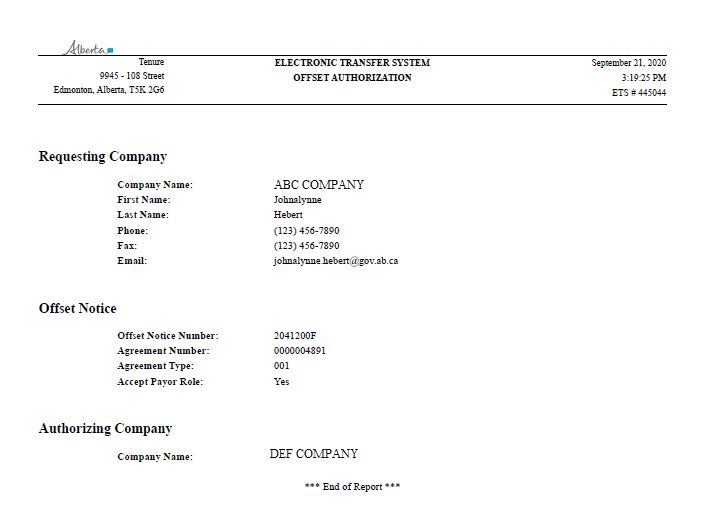 Alberta
Tenure
9945 - 108 Street
Edmonton, Alberta, T5K 2G6
ELECTRONIC TRANSFER SYSTEM
OFFSET AUTHORIZATION
September 21, 2020
3:19:25 PM
ETS # 445044
Requesting Company
Company Name: ABC COMPANY
First Name: Johnalynne
Last Name: Hebert
Phone: (123) 456-7890
Fax: (123) 456-7890
Email: johnalynne.hebert@gov.ab.ca
Offset Notice
Offset Notice Number: 2041200F
Agreement Number: 0000004891
Agreement Type: 001
Accept Payor Role: Yes
Authorizing Company
Company Name: DEF COMPANY
*** End of Report ***